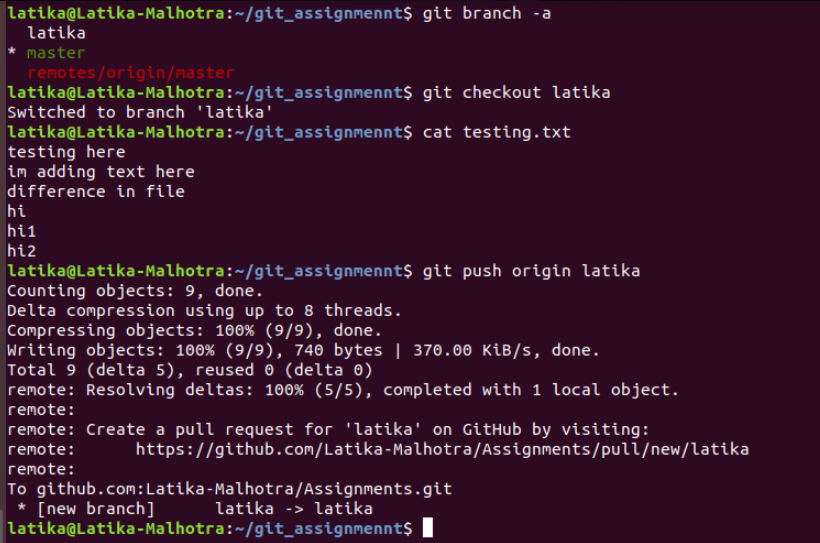 latika@Latika-Malhotra:~/git_assignmennt$ git branch -a
  latika
* master
  remotes/origin/master
latika@Latika-Malhotra:~/git_assignmennt$ git checkout latika
Switched to branch 'latika'
latika@Latika-Malhotra:~/git_assignmennt$ cat testing.txt
testing here
im adding text here
difference in file
hi
hi1
hi2
latika@Latika-Malhotra:~/git_assignmennt$ git push origin latika
Counting objects: 9, done.
Delta compression using up to 8 threads.
Compressing objects: 100% (9/9), done.
Writing objects: 100% (9/9), 740 bytes | 370.00 KiB/s, done.
Total 9 (delta 5), reused 0 (delta 0)
remote: Resolving deltas: 100% (5/5), completed with 1 local object.
remote:
remote: Create a pull request for 'latika' on GitHub by visiting:
remote:      https://github.com/Latika-Malhotra/Assignments/pull/new/latika
remote:
To github.com:Latika-Malhotra/Assignments.git
 * [new branch]      latika -> latika
latika@Latika-Malhotra:~/git_assignmennt$